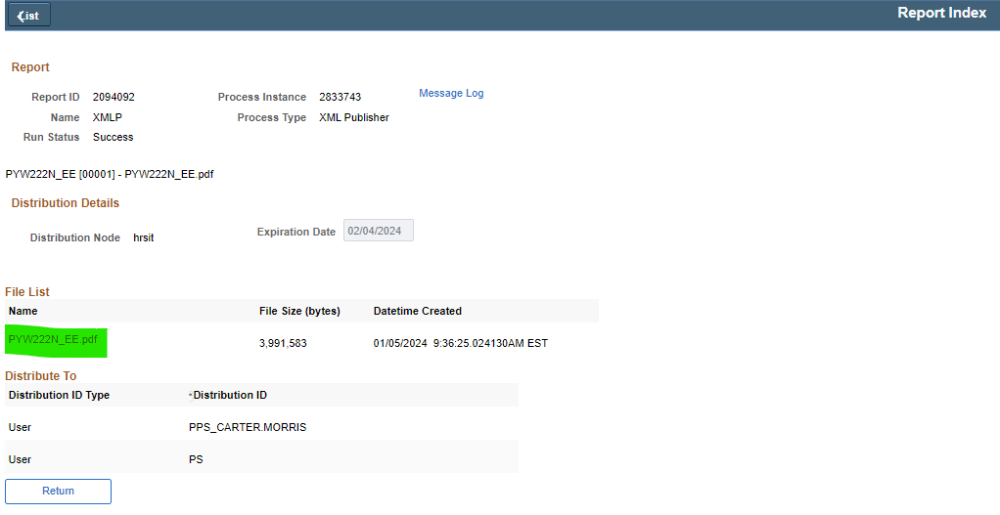 ❮ist
Report Index
Report
Report ID 2094092 Process Instance 2833743 Message Log
Name XMLP Process Type XML Publisher
Run Status Success
PYW222N_EE [00001] - PYW222N_EE.pdf
Distribution Details
Distribution Node hrsit Expiration Date 02/04/2024
File List
Name File Size (bytes) Datetime Created
PYW222N_EE.pdf 3,991,583 01/05/2024 9:36:25.024130AM EST
Distribute To
Distribution ID Type *Distribution ID
User PPS_CARTER.MORRIS
User PS
Return